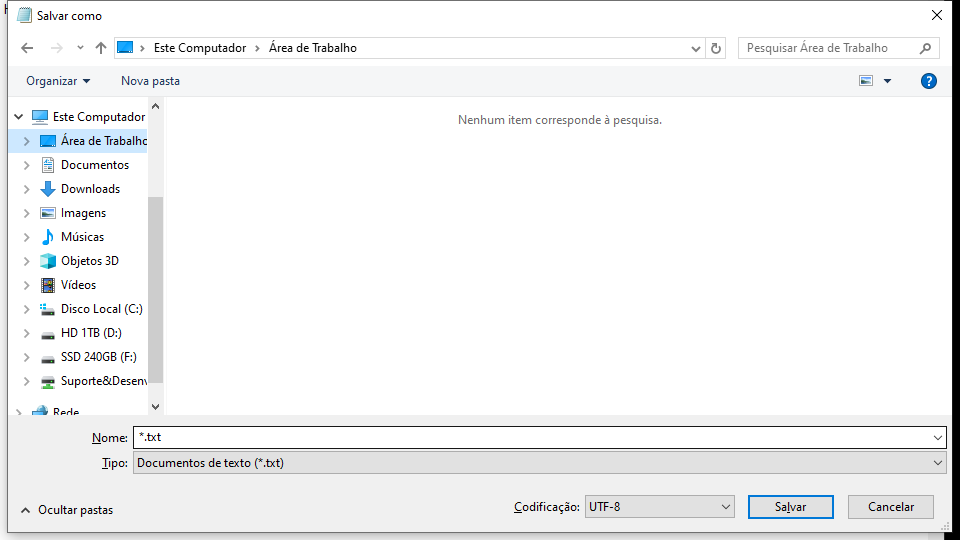 Salvar como
Este Computador > Área de Trabalho
Pesquisar Área de Trabalho
Organizar
Nova pasta
Este Computador
Nenhum item corresponde à pesquisa.
Área de Trabalho
Documentos
Downloads
Imagens
Músicas
Objetos 3D
Vídeos
Disco Local (C:)
HD 1TB (D:)
SSD 240GB (F:)
Suporte&Desenv
Rede
Nome: *.txt
Tipo: Documentos de texto (*.txt)
Ocultar pastas
Codificação: UTF-8
Salvar
Cancelar